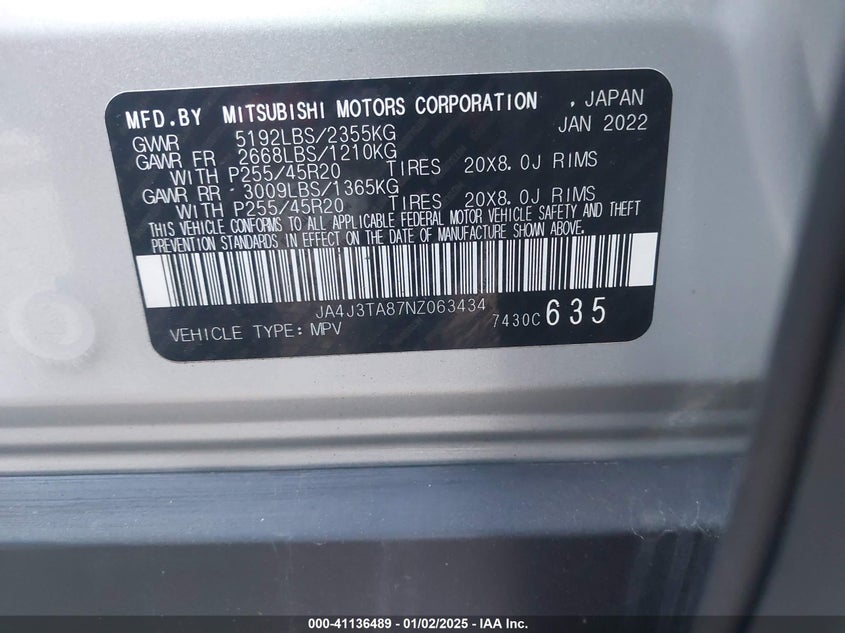 MFD.BY MITSUBISHI MOTORS CORPORATION , JAPAN
GVWR 5192LBS/2355KG JAN 2022
GAWR FR 2668LBS/1210KG
WITH P255/45R20 TIRES 20X8.0J RIMS
GAWR RR 3009LBS/1365KG
WITH P255/45R20 TIRES 20X8.0J RIMS
THIS VEHICLE CONFORMS TO ALL APPLICABLE FEDERAL MOTOR VEHICLE SAFETY AND THEFT
PREVENTION STANDARDS IN EFFECT ON THE DATE OF MANUFACTURE SHOWN ABOVE.
JA4J3TA87NZ063434
VEHICLE TYPE: MPV 7430C 635
000-41136489 - 01/02/2025 - IAA Inc.